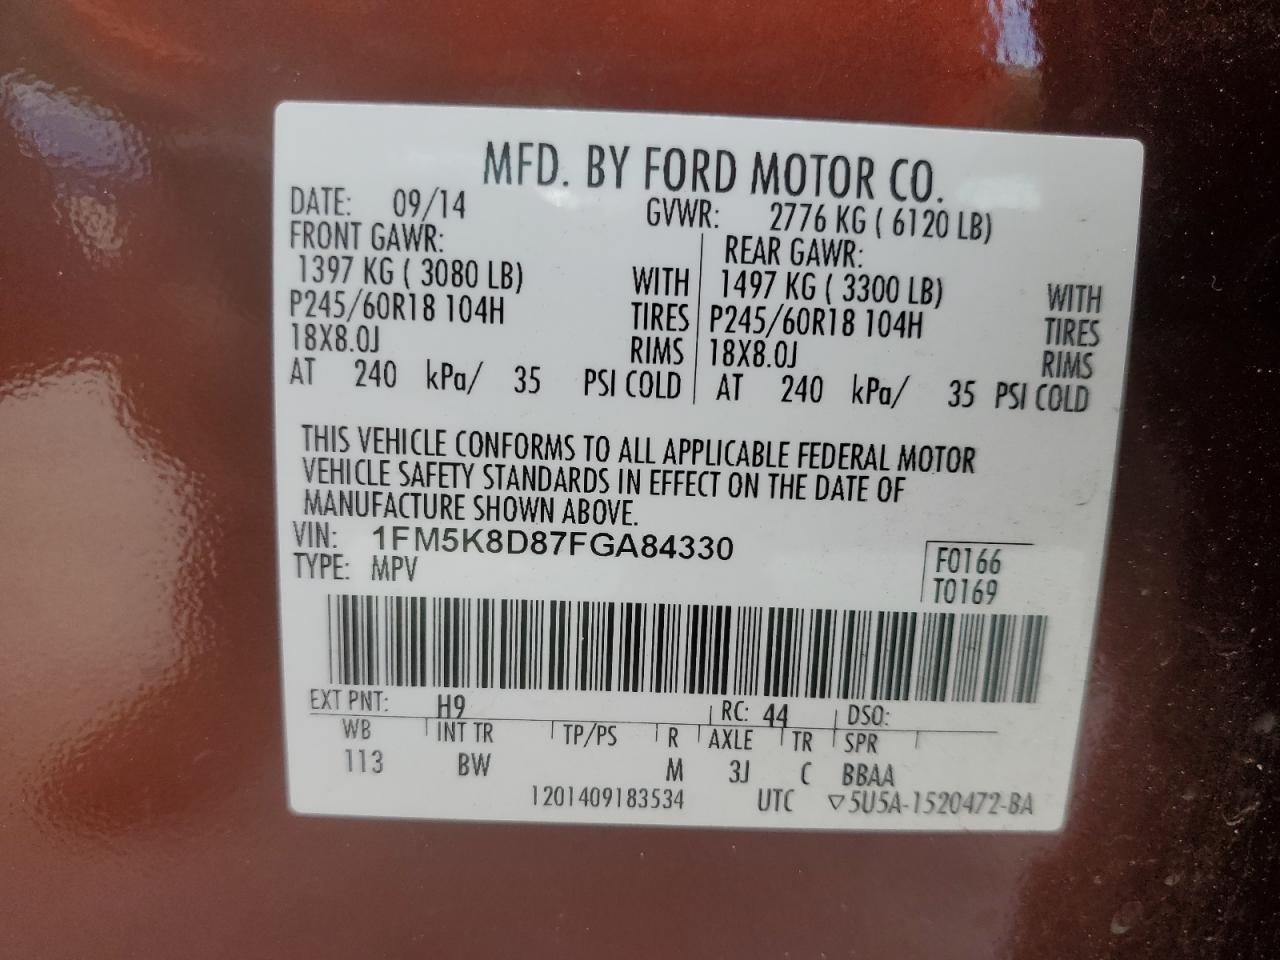 MFD. BY FORD MOTOR CO.
DATE: 09/14 GVWR: 2776 KG ( 6120 LB)
FRONT GAWR: REAR GAWR:
1397 KG ( 3080 LB) WITH 1497 KG ( 3300 LB) WITH
P245/60R18 104H TIRES P245/60R18 104H TIRES
18X8.0J RIMS 18X8.0J RIMS
AT 240 kPa/ 35 PSI COLD AT 240 kPa/ 35 PSI COLD
THIS VEHICLE CONFORMS TO ALL APPLICABLE FEDERAL MOTOR
VEHICLE SAFETY STANDARDS IN EFFECT ON THE DATE OF
MANUFACTURE SHOWN ABOVE.
VIN: 1FM5K8D87FGA84330 F0166
TYPE: MPV T0169
EXT PNT: H9 RC: 44 DSO:
WB INT TR TP/PS R AXLE TR SPR
113 BW M 3J C BBAA
1201409183534 UTC ▽5U5A-1520472-BA